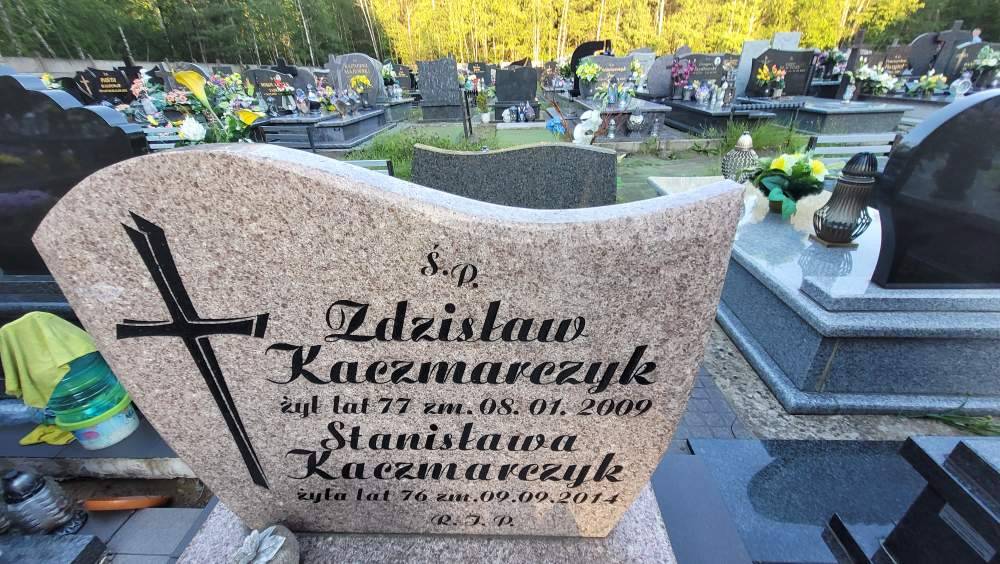 ś.p.
Zdzisław
Kaczmarczyk
żył lat 77 zm. 08. 01. 2009
Stanisława
Kaczmarczyk
żyła lat 76 zm. 09.09.2014
R. I. P.